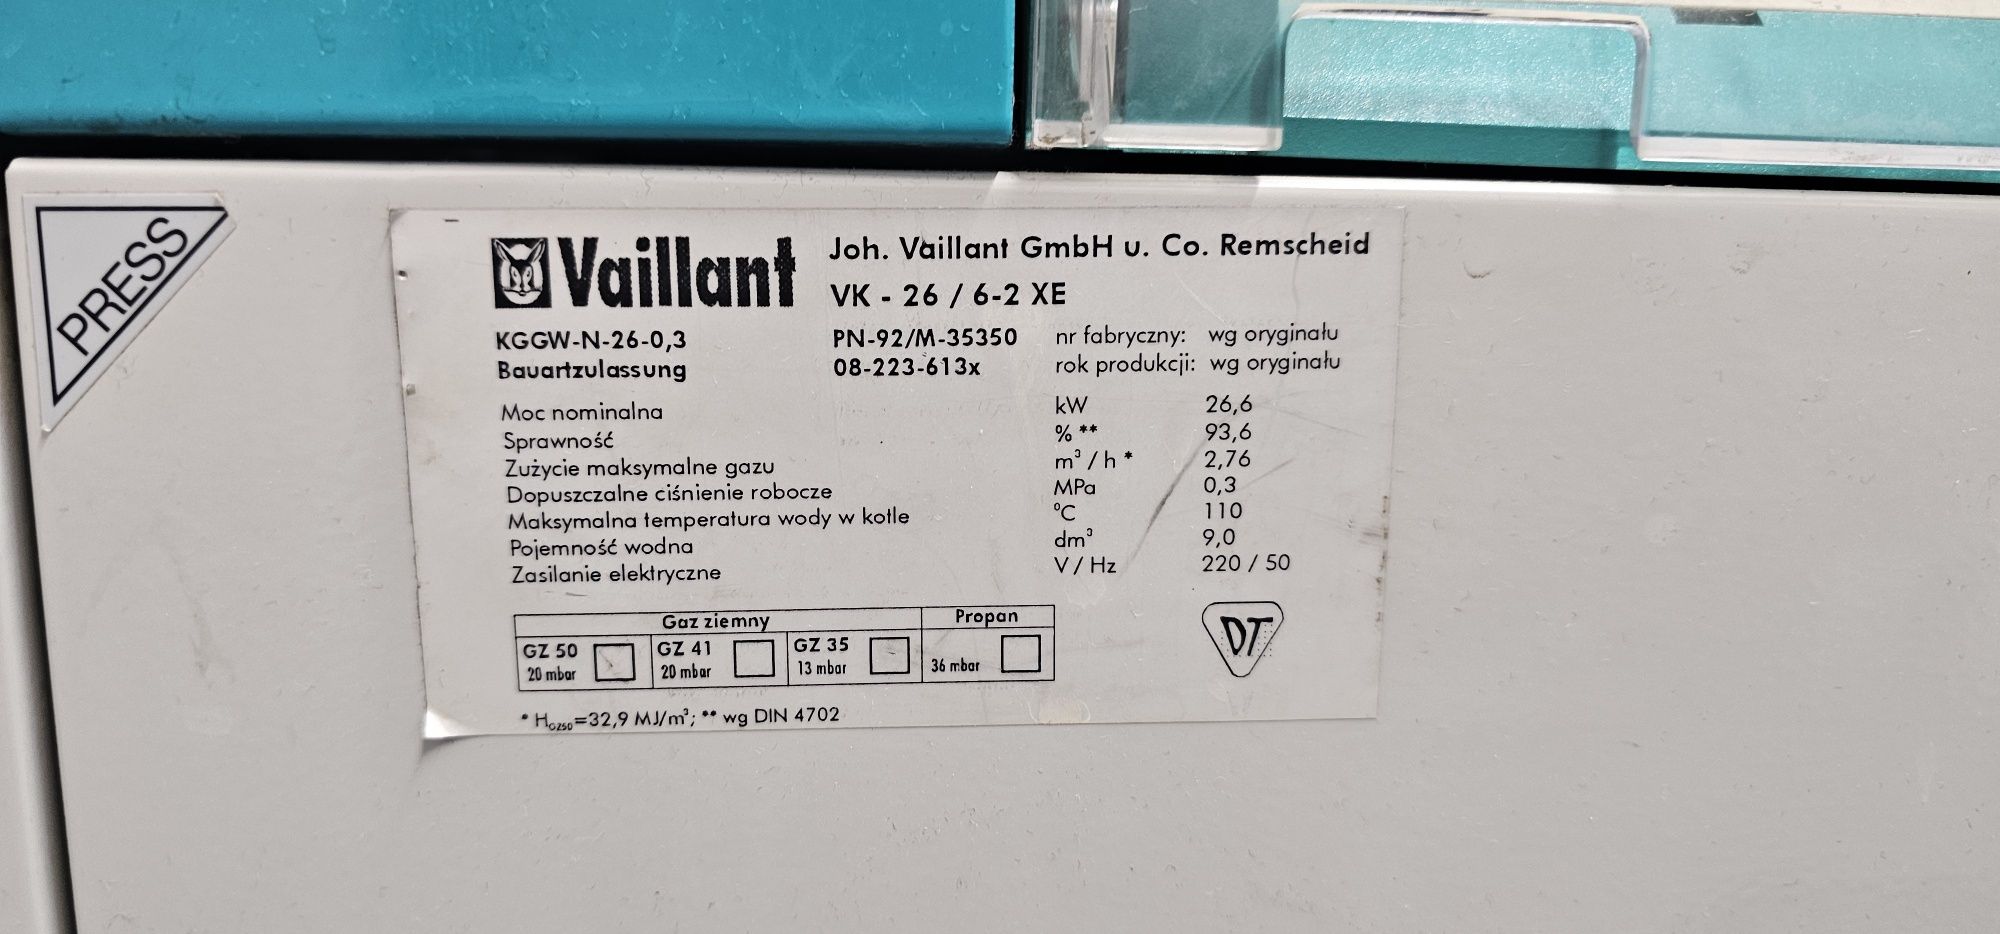 PRESS
Vaillant
Joh. Vaillant GmbH u. Co. Remscheid
VK - 26 / 6-2 XE
KGGW-N-26-0,3 PN-92/M-35350 nr fabryczny: wg oryginału
Bauartzulassung 08-223-613x rok produkcji: wg oryginału
Moc nominalna kW 26,6
Sprawność % ** 93,6
Zużycie maksymalne gazu m³ / h * 2,76
Dopuszczalne ciśnienie robocze MPa 0,3
Maksymalna temperatura wody w kotle °C 110
Pojemność wodna dm³ 9,0
Zasilanie elektryczne V / Hz 220 / 50
Gaz ziemny Propan
GZ 50 GZ 41 GZ 35
20 mbar 20 mbar 13 mbar 36 mbar
DT
* HGZ50=32,9 MJ/m³; ** wg DIN 4702